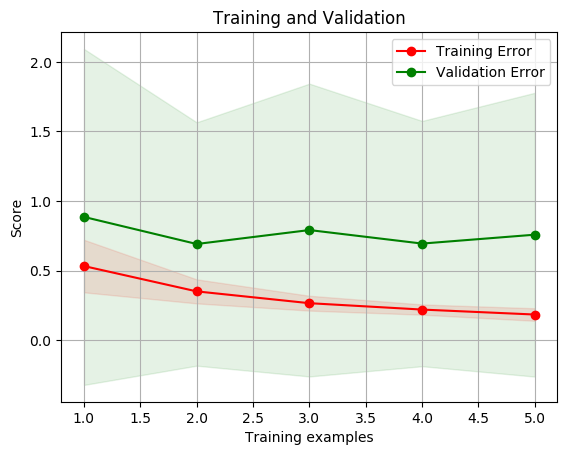 Training and Validation
Training Error
Validation Error
2.0
1.5
1.0
0.5
0.0
Score
1.0 1.5 2.0 2.5 3.0 3.5 4.0 4.5 5.0
Training examples